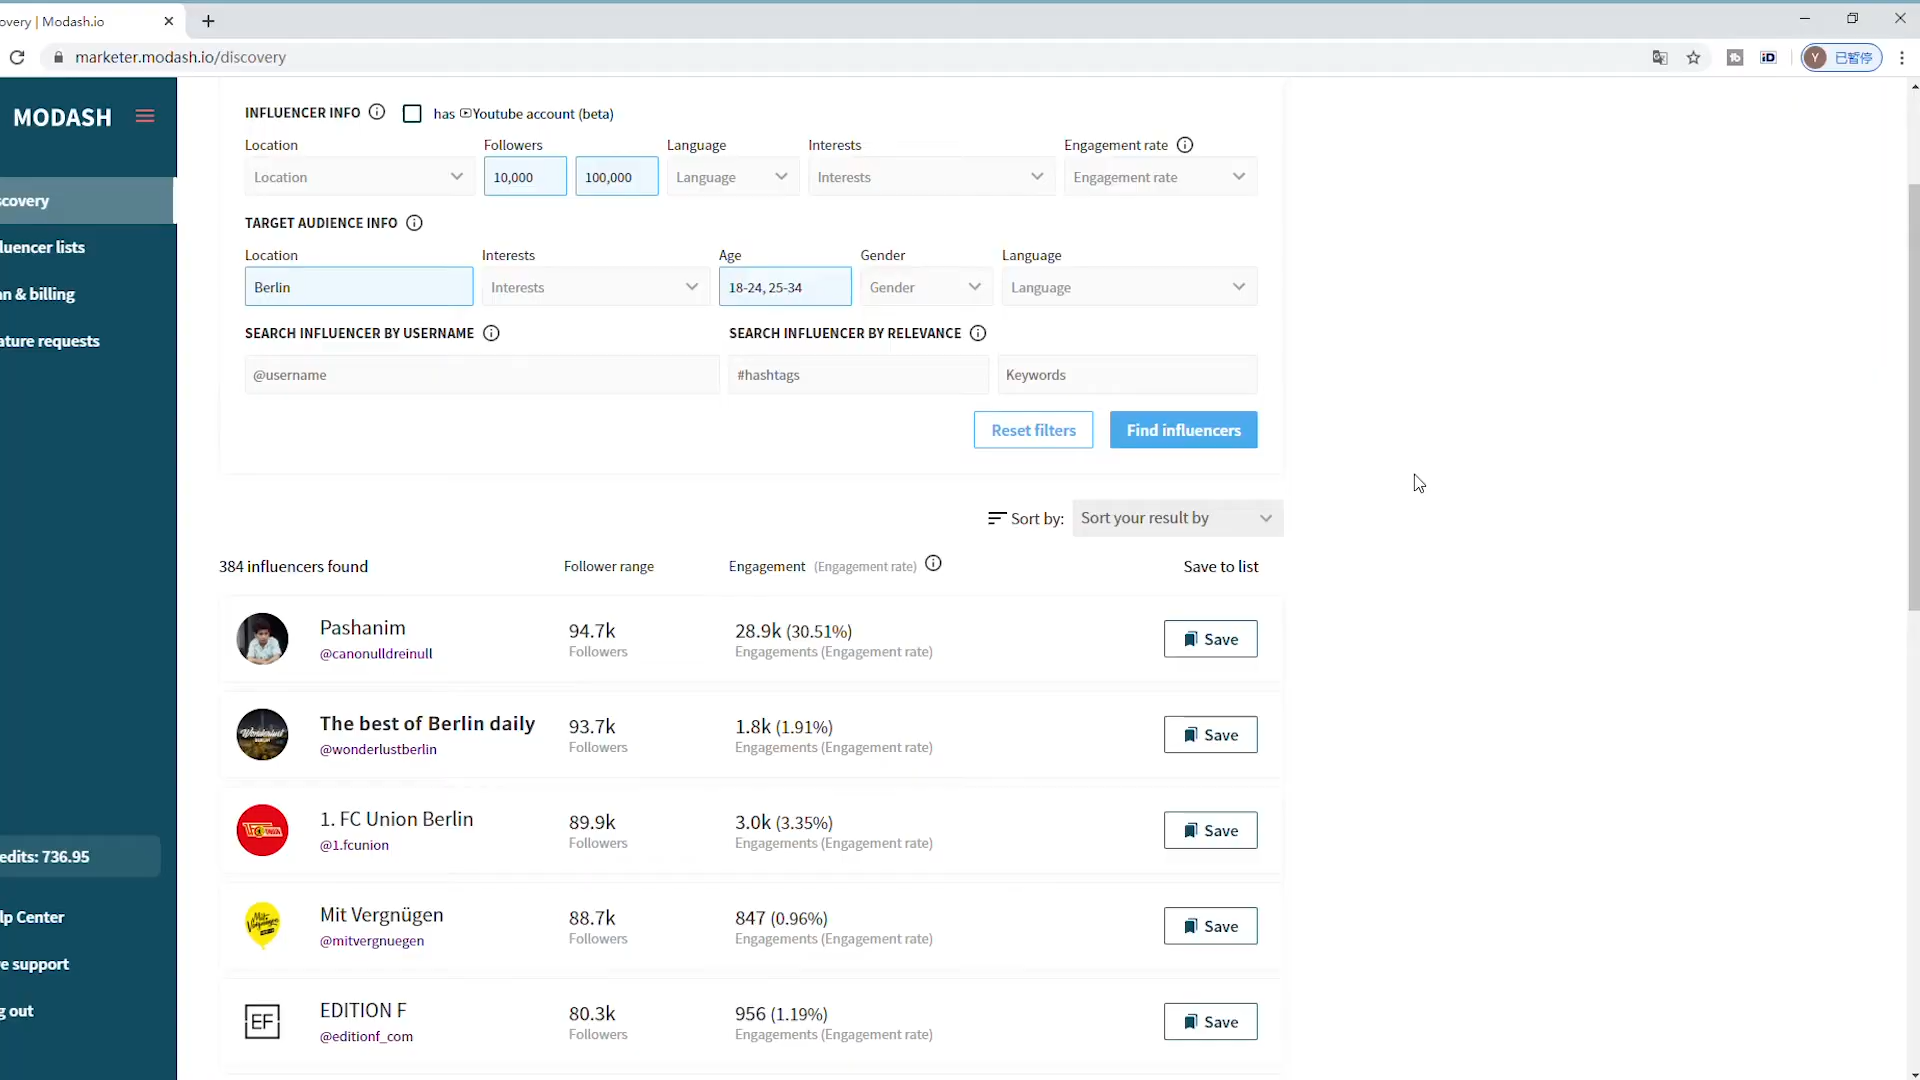 overy | Modash.io
marketer.modash.io/discovery
Y 已暂停
MODASH
scovery
luencer lists
an & billing
ature requests
edits: 736.95
lp Center
e support
g out
INFLUENCER INFO has Youtube account (beta)
Location Followers Language Interests Engagement rate
Location 10,000 100,000 Language Interests Engagement rate
TARGET AUDIENCE INFO
Location Interests Age Gender Language
Berlin Interests 18-24, 25-34 Gender Language
SEARCH INFLUENCER BY USERNAME SEARCH INFLUENCER BY RELEVANCE
@username #hashtags Keywords
Reset filters Find influencers
Sort by: Sort your result by
384 influencers found Follower range Engagement (Engagement rate) Save to list
Pashanim 94.7k 28.9k (30.51%) Save
@canonulldreinull Followers Engagements (Engagement rate)
The best of Berlin daily 93.7k 1.8k (1.91%) Save
@wonderlustberlin Followers Engagements (Engagement rate)
1. FC Union Berlin 89.9k 3.0k (3.35%) Save
@1.fcunion Followers Engagements (Engagement rate)
Mit Vergnügen 88.7k 847 (0.96%) Save
@mitvergnuegen Followers Engagements (Engagement rate)
EF EDITION F 80.3k 956 (1.19%) Save
@editionf_com Followers Engagements (Engagement rate)